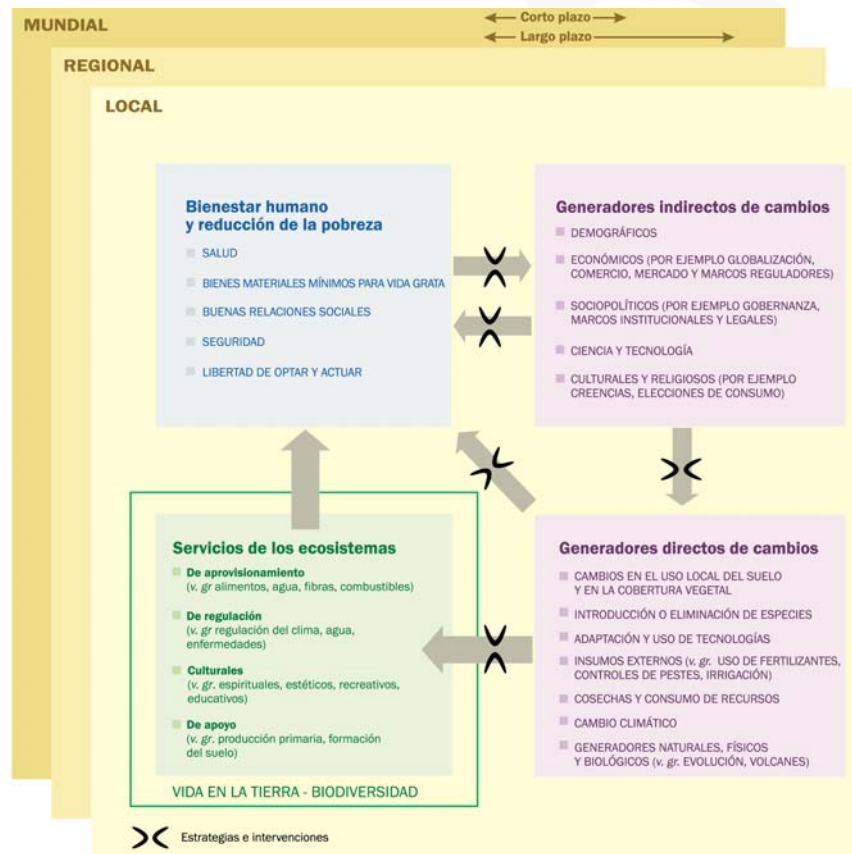 MUNDIAL
Corto plazo
Largo plazo
REGIONAL
LOCAL
Bienestar humano
y reducción de la pobreza
SALUD
BIENES MATERIALES MÍNIMOS PARA VIDA GRATA
BUENAS RELACIONES SOCIALES
SEGURIDAD
LIBERTAD DE OPTAR Y ACTUAR
Generadores indirectos de cambios
DEMOGRÁFICOS
ECONÓMICOS (POR EJEMPLO GLOBALIZACIÓN,
COMERCIO, MERCADO Y MARCOS REGULADORES)
SOCIOPOLÍTICOS (POR EJEMPLO GOBERNANZA,
MARCOS INSTITUCIONALES Y LEGALES)
CIENCIA Y TECNOLOGÍA
CULTURALES Y RELIGIOSOS (POR EJEMPLO
CREENCIAS, ELECCIONES DE CONSUMO)
Servicios de los ecosistemas
De aprovisionamiento
(v. gr alimentos, agua, fibras, combustibles)
De regulación
(v. gr regulación del clima, agua,
enfermedades)
Culturales
(v. gr. espirituales, estéticos, recreativos,
educativos)
De apoyo
(v. gr. producción primaria, formación
del suelo)
VIDA EN LA TIERRA - BIODIVERSIDAD
Generadores directos de cambios
CAMBIOS EN EL USO LOCAL DEL SUELO
Y EN LA COBERTURA VEGETAL
INTRODUCCIÓN O ELIMINACIÓN DE ESPECIES
ADAPTACIÓN Y USO DE TECNOLOGÍAS
INSUMOS EXTERNOS (v. gr. USO DE FERTILIZANTES,
CONTROLES DE PESTES, IRRIGACIÓN)
COSECHAS Y CONSUMO DE RECURSOS
CAMBIO CLIMÁTICO
GENERADORES NATURALES, FÍSICOS
Y BIOLÓGICOS (v. gr. EVOLUCIÓN, VOLCANES)
Estrategias e intervenciones